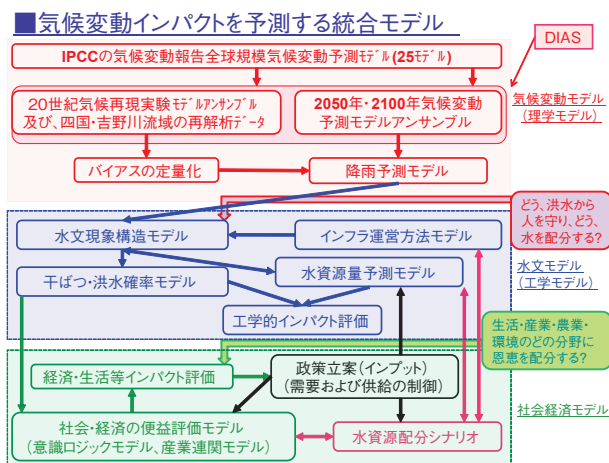 ■気候変動インパクトを予測する統合モデル
DIAS
IPCCの気候変動報告全球規模気候変動予測ﾓﾃﾞﾙ(25ﾓﾃﾞﾙ)
20世紀気候再現実験ﾓﾃﾞﾙアンサンブル
及び、四国・吉野川流域の再解析ﾃﾞｰﾀ
2050年・2100年気候変動
予測モデルアンサンブル
気候変動モデル
(理学モデル)
バイアスの定量化
降雨予測モデル
どう、洪水から
人を守り、どう、
水を配分する?
水文現象構造モデル
インフラ運営方法モデル
水文モデル
(工学モデル)
干ばつ・洪水確率モデル
水資源量予測モデル
工学的インパクト評価
生活・産業・農業・
環境のどの分野に
恩恵を配分する?
経済・生活等インパクト評価
政策立案(インプット)
(需要および供給の制御)
社会経済モデル
社会・経済の便益評価モデル
(意識ロジックモデル、産業連関モデル)
水資源配分シナリオ